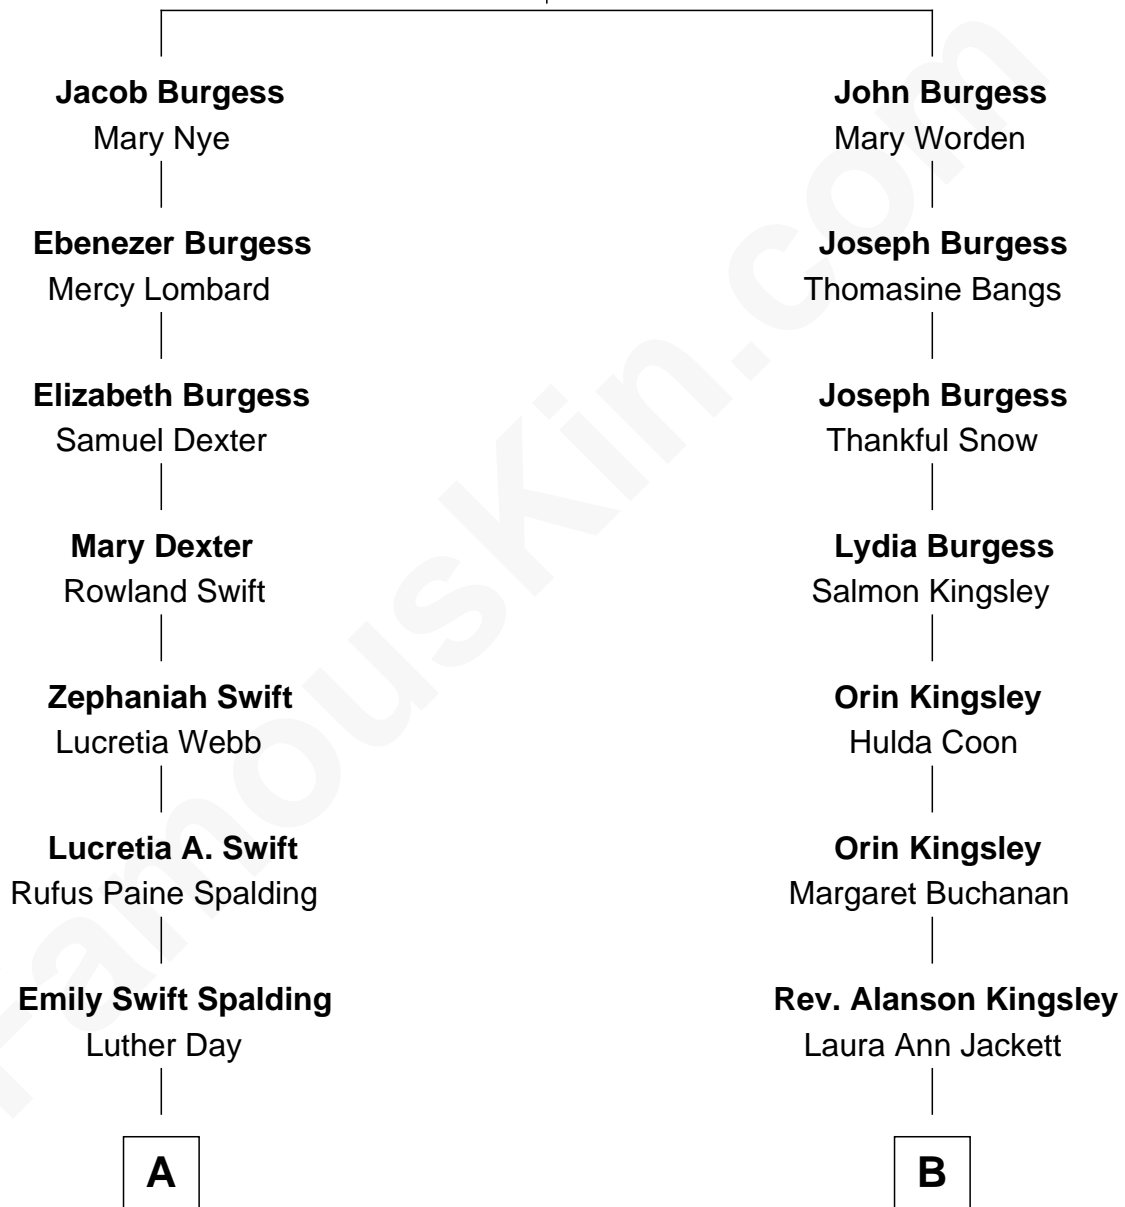 Jacob Burgess
Mary Nye
Ebenezer Burgess
Mercy Lombard
Elizabeth Burgess
Samuel Dexter
Mary Dexter
Rowland Swift
Zephaniah Swift
Lucretia Webb
Lucretia A. Swift
Rufus Paine Spalding
Emily Swift Spalding
Luther Day
A
John Burgess
Mary Worden
Joseph Burgess
Thomasine Bangs
Joseph Burgess
Thankful Snow
Lydia Burgess
Salmon Kingsley
Orin Kingsley
Hulda Coon
Orin Kingsley
Margaret Buchanan
Rev. Alanson Kingsley
Laura Ann Jackett
B
FamousKin.com